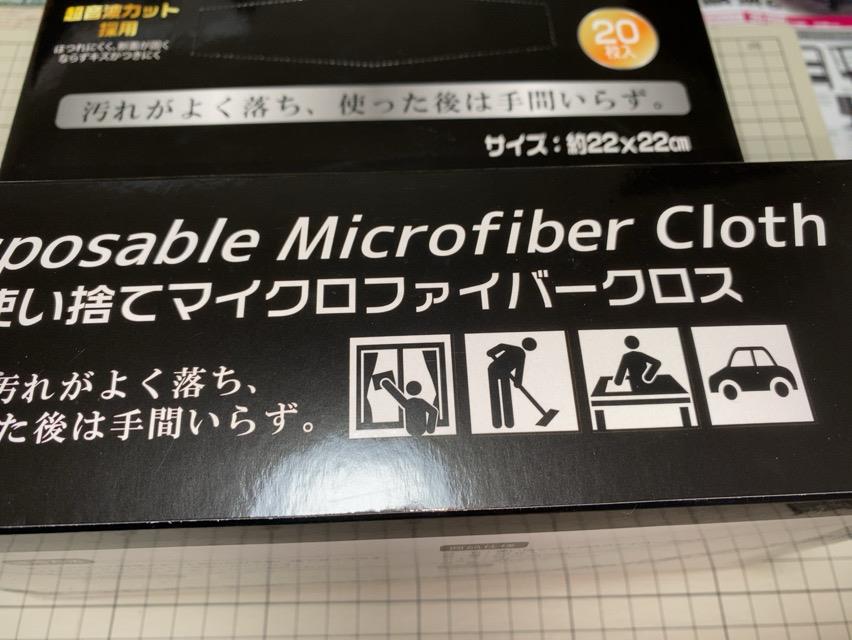 超音波カット
採用
ほつれにくく、断面が固く
ならずキズがつきにく
20
枚入
汚れがよく落ち、使った後は手間いらず。
サイズ：約22×22cm
posable Microfiber Cloth
使い捨てマイクロファイバークロス
汚れがよく落ち、
た後は手間いらず。